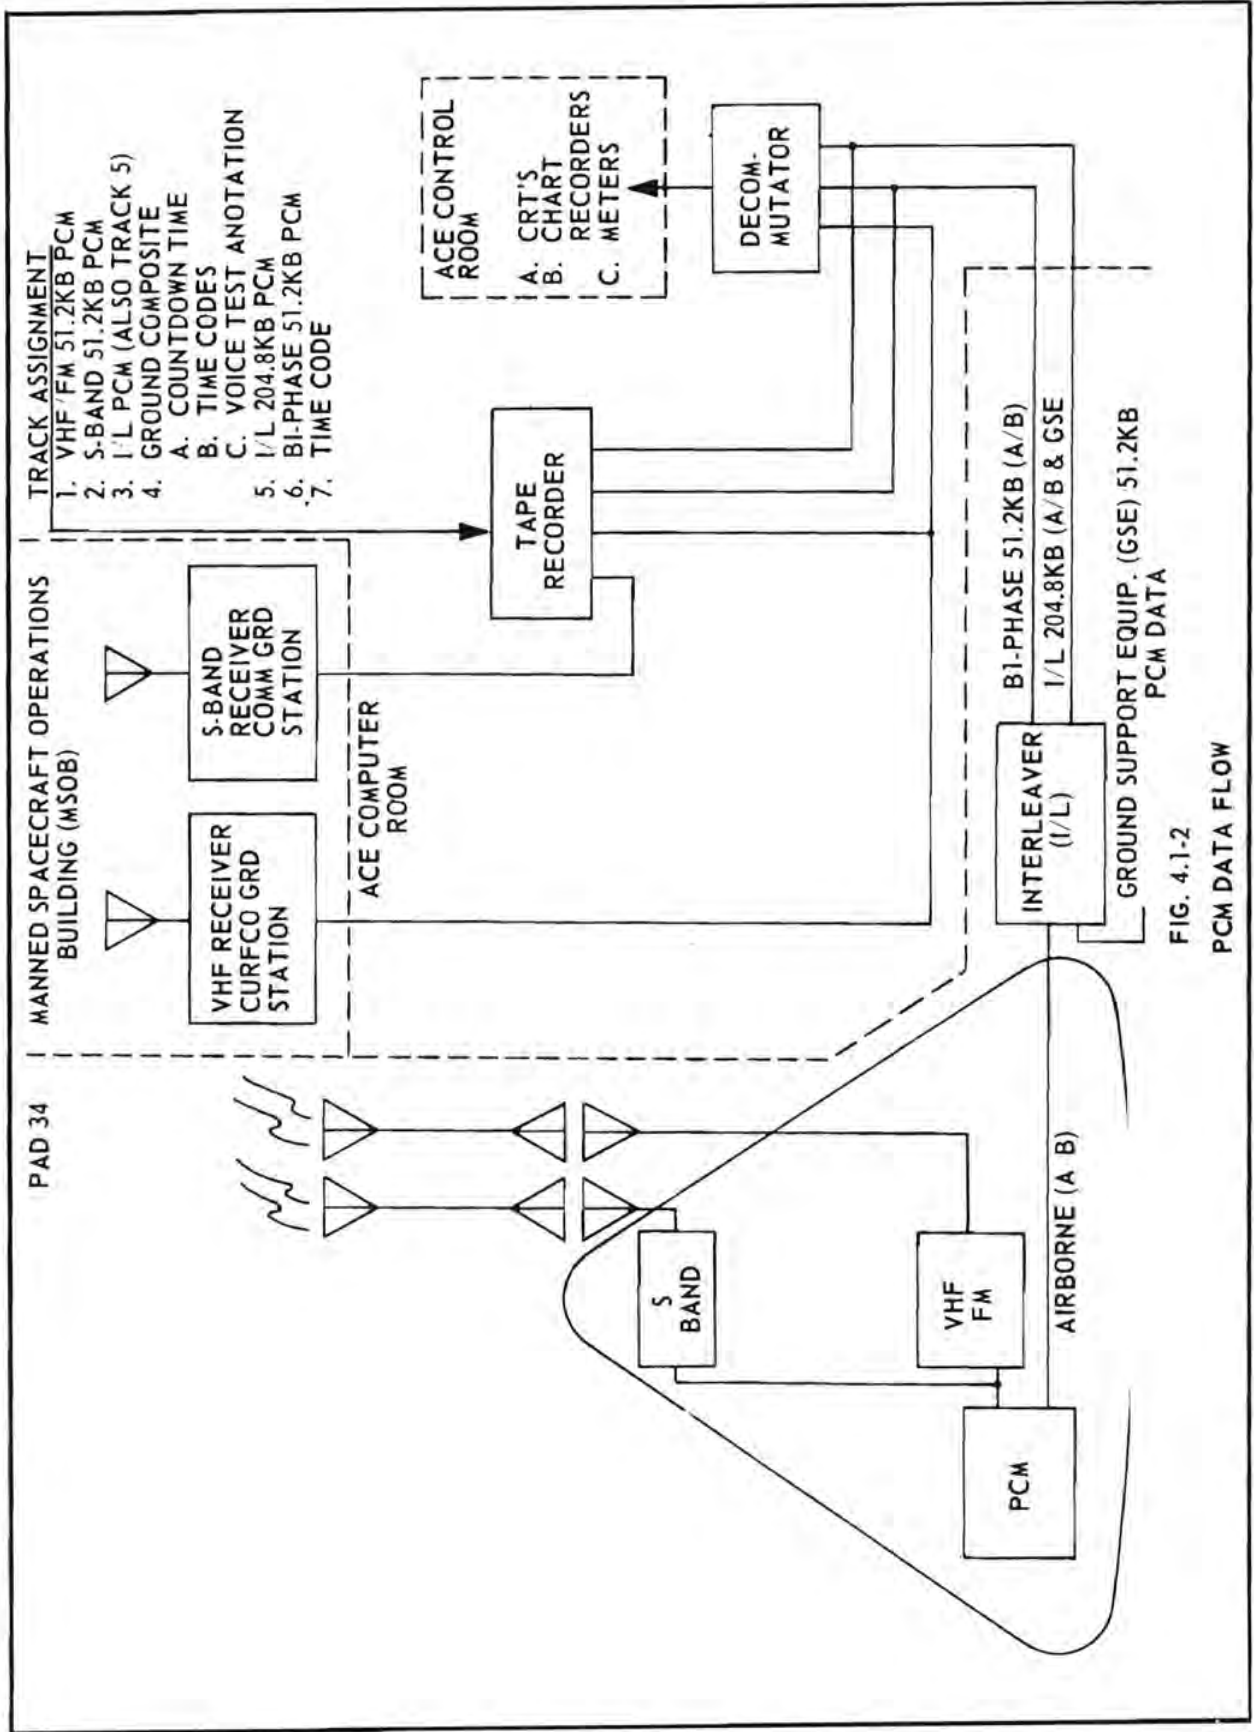 PAD 34
MANNED SPACECRAFT OPERATIONS
BUILDING (MSOB)
TRACK ASSIGNMENT
1. VHF/FM 51.2KB PCM
2. S-BAND 51.2KB PCM
3. I/L PCM (ALSO TRACK 5)
4. GROUND COMPOSITE
A. COUNTDOWN TIME
B. TIME CODES
C. VOICE TEST ANOTATION
5. I/L 204.8KB PCM
6. BI-PHASE 51.2KB PCM
7. TIME CODE
VHF RECEIVER
CURFCO GRD
STATION
S-BAND
RECEIVER
COMM GRD
STATION
ACE COMPUTER
ROOM
TAPE
RECORDER
ACE CONTROL
ROOM
A. CRT'S
B. CHART
RECORDERS
C. METERS
DECOM-
MUTATOR
S
BAND
VHF
FM
PCM
AIRBORNE (A B)
INTERLEAVER
(I/L)
BI-PHASE 51.2KB (A/B)
I/L 204.8KB (A/B & GSE
GROUND SUPPORT EQUIP. (GSE) 51.2KB
PCM DATA
FIG. 4.1-2
PCM DATA FLOW